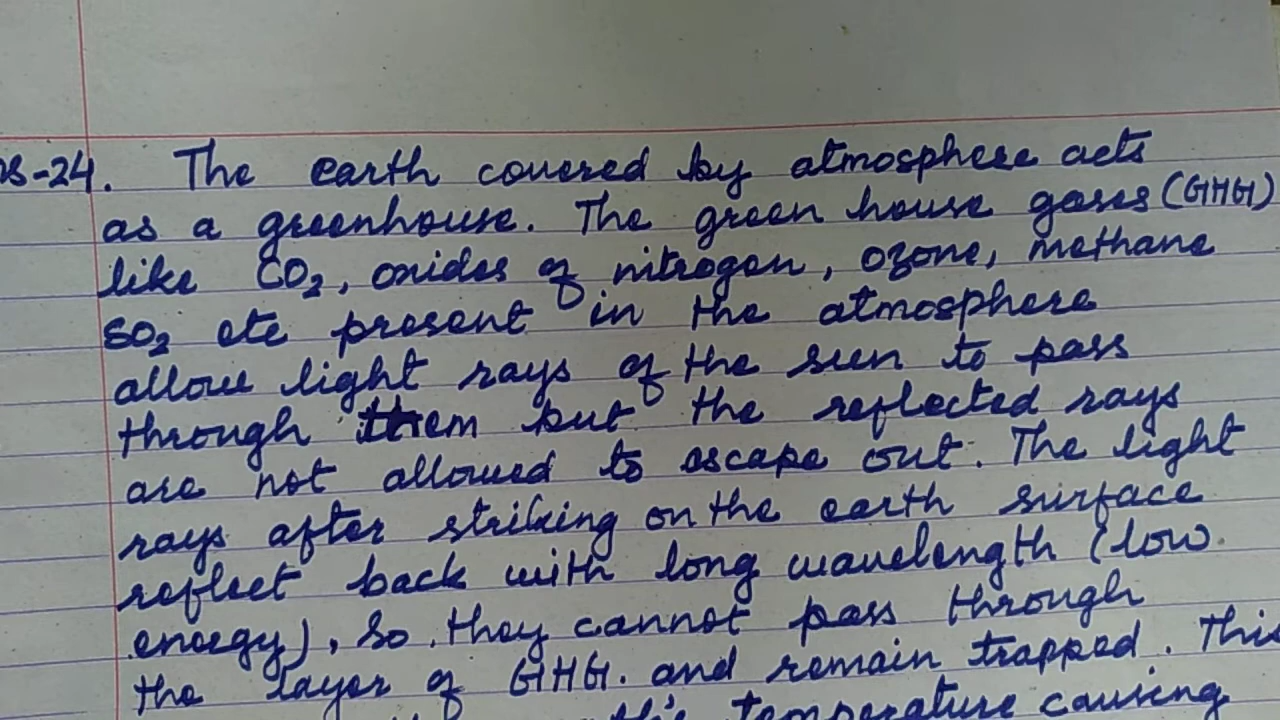 s-24. The earth covered by atmosphere acts
as a greenhouse. The green house gases (GHG)
like CO2, oxides of nitrogen, ozone, methane
SO2 etc present in the atmosphere
allow light rays of the sun to pass
through them but the reflected rays
are not allowed to escape out. The light
rays after striking on the earth surface
reflect back with long wavelength (low
energy), so they cannot pass through
the layer of GHG. and remain trapped. This
temperature causing